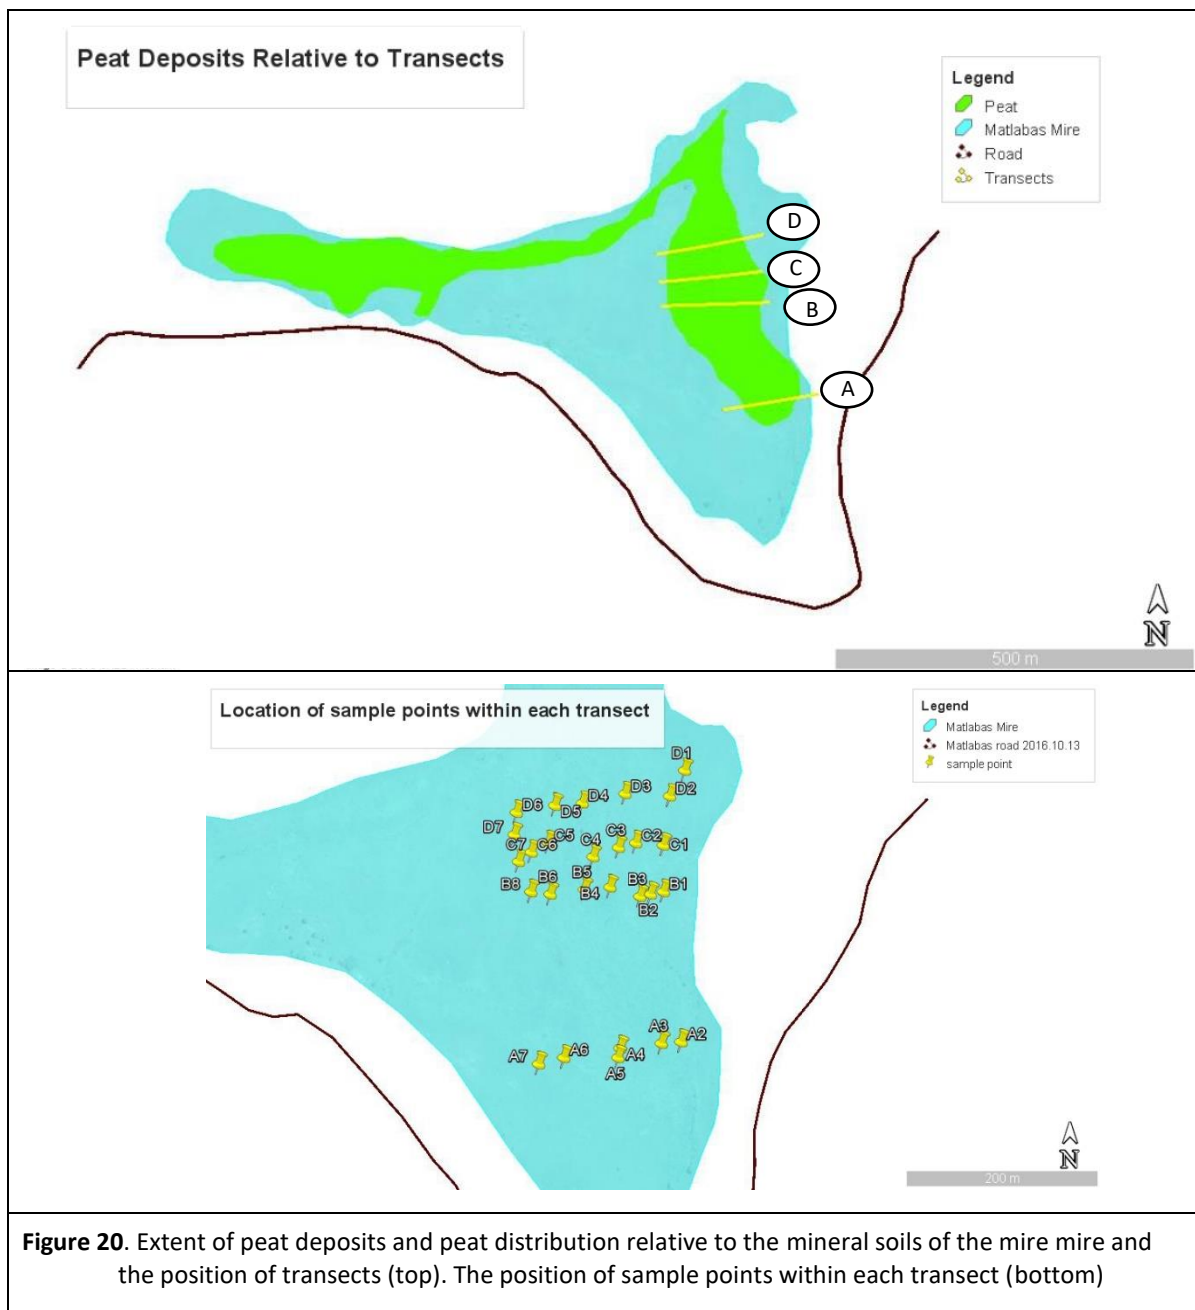 Peat Deposits Relative to Transects
Legend
Peat
Matlabas Mire
Road
Transects
D
C
B
A
N
500 m
Location of sample points within each transect
Legend
Matlabas Mire
Matlabas road 2016.10.13
sample point
D1
D2
D3
D4
D5
D6
D7
C1
C2
C3
C4
C5
C6
C7
B1
B2
B3
B4
B5
B6
B8
A2
A3
A4
A5
A6
A7
N
200 m
Figure 20. Extent of peat deposits and peat distribution relative to the mineral soils of the mire mire and
the position of transects (top). The position of sample points within each transect (bottom)